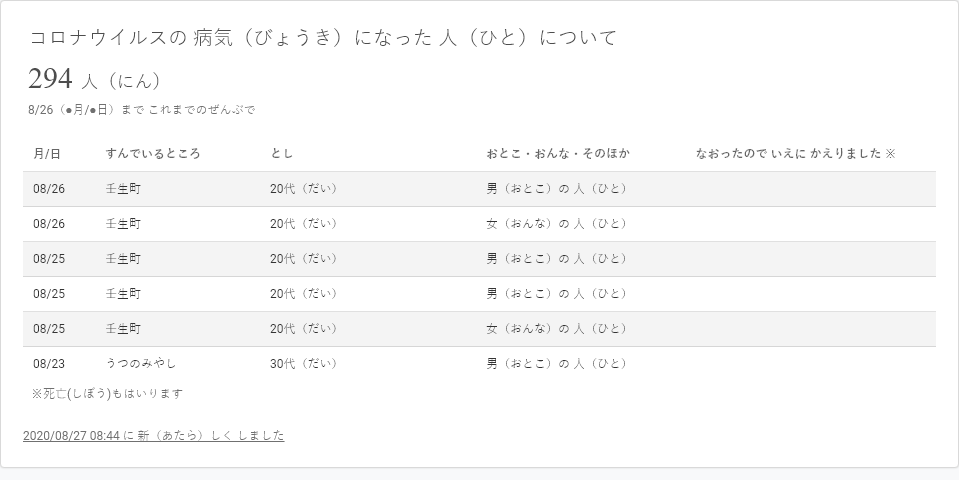 コロナウイルスの 病気（びょうき）になった 人（ひと）について
294 人（にん）
8/26（●月/●日）まで これまでのぜんぶで
月/日 すんでいるところ とし おとこ・おんな・そのほか なおったので いえに かえりました ※
08/26 壬生町 20代（だい） 男（おとこ）の 人（ひと）
08/26 壬生町 20代（だい） 女（おんな）の 人（ひと）
08/25 壬生町 20代（だい） 男（おとこ）の 人（ひと）
08/25 壬生町 20代（だい） 男（おとこ）の 人（ひと）
08/25 壬生町 20代（だい） 女（おんな）の 人（ひと）
08/23 うつのみやし 30代（だい） 男（おとこ）の 人（ひと）
※死亡(しぼう)もはいります
2020/08/27 08:44 に 新（あたら）しく しました